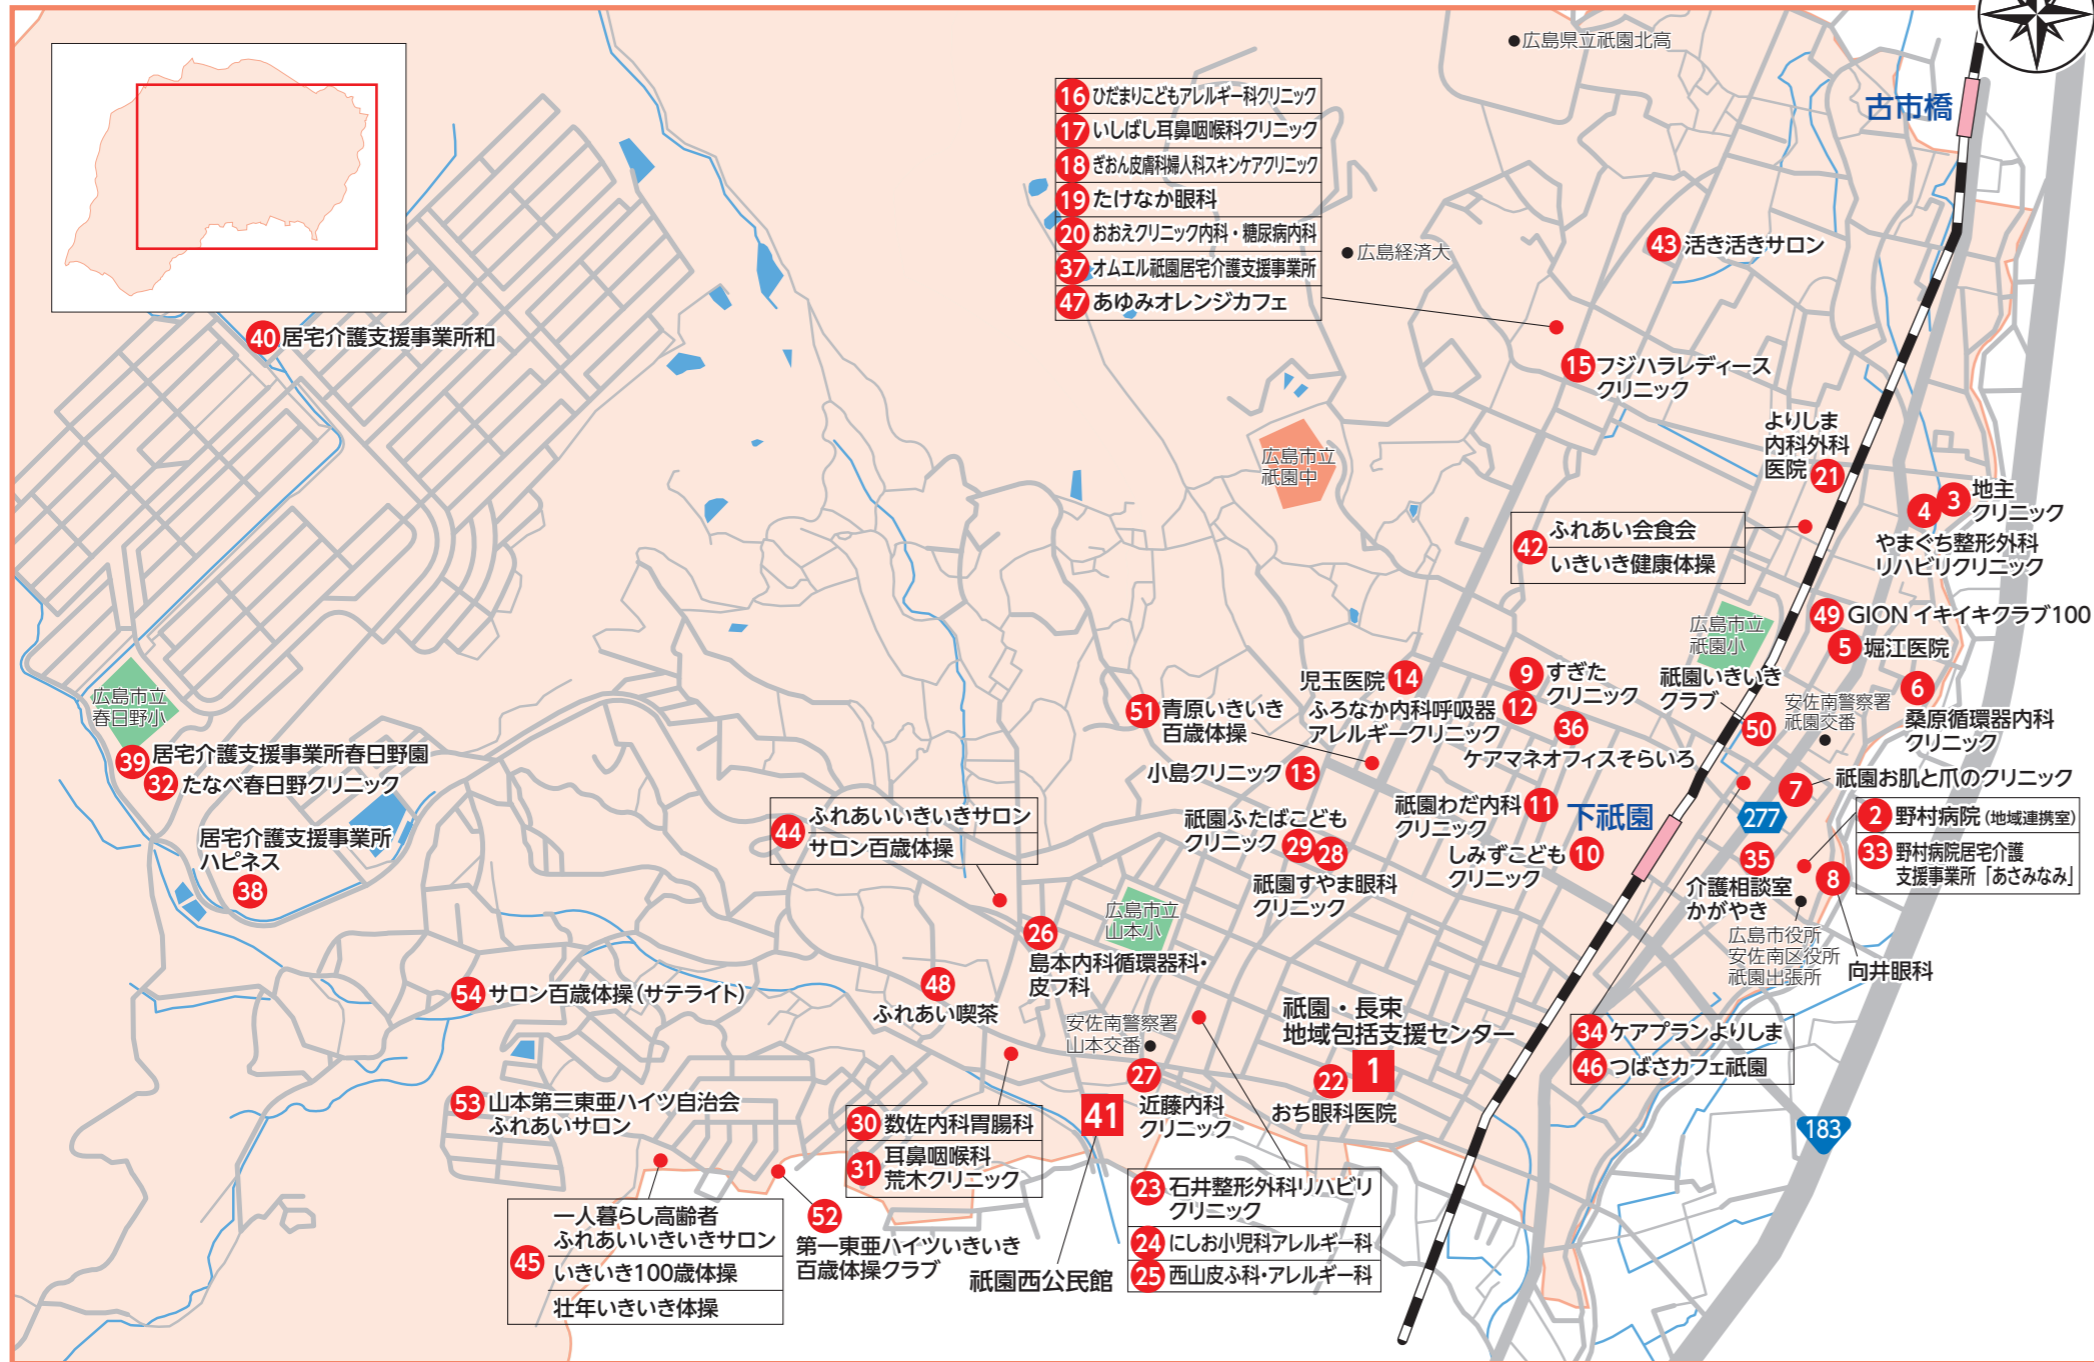 広島県立祇園北高
古市橋
16 ひだまりこどもアレルギー科クリニック
17 いしばし耳鼻咽喉科クリニック
18 ぎおん皮膚科婦人科スキンケアクリニック
19 たけなか眼科
20 おおえクリニック内科・糖尿病内科
37 オムエル祇園居宅介護支援事業所
47 あゆみオレンジカフェ
広島経済大
43 活き活きサロン
40 居宅介護支援事業所和
15 フジハラレディース
クリニック
広島市立
祇園中
よりしま
内科外科
医院 21
4 3 地主
クリニック
やまぐち整形外科
リハビリクリニック
42 ふれあい会食会
いきいき健康体操
広島市立
祇園小
49 GION イキイキクラブ100
5 堀江医院
6
桑原循環器内科
クリニック
祇園いきいき
クラブ
50
安佐南警察署
祇園交番
児玉医院 14
9 すぎた
クリニック
ふろなか内科呼吸器 12
アレルギークリニック
36
ケアマネオフィスそらいろ
51 青原いきいき
百歳体操
小島クリニック 13
広島市立
春日野小
39 居宅介護支援事業所春日野園
32 たなべ春日野クリニック
居宅介護支援事業所
ハピネス
38
44 ふれあいいきいきサロン
サロン百歳体操
祇園わだ内科 11
クリニック
下祇園
祇園ふたばこども
クリニック 29 28
祇園すやま眼科
クリニック
しみずこども 10
クリニック
7 祇園お肌と爪のクリニック
277
2 野村病院 (地域連携室)
33 野村病院居宅介護
支援事業所「あさみなみ」
35
介護相談室
かがやき
8
向井眼科
広島市役所
安佐南区役所
祇園出張所
広島市立
山本小
26
島本内科循環器科・
皮フ科
48
ふれあい喫茶
54 サロン百歳体操(サテライト)
安佐南警察署
山本交番
祇園・長束
地域包括支援センター
1
22
おち眼科医院
34 ケアプランよりしま
46 つばさカフェ祇園
27
近藤内科
クリニック
53 山本第三東亜ハイツ自治会
ふれあいサロン
30 数佐内科胃腸科
31 耳鼻咽喉科
荒木クリニック
41
祇園西公民館
183
23 石井整形外科リハビリ
クリニック
24 にしお小児科アレルギー科
25 西山皮ふ科・アレルギー科
45 一人暮らし高齢者
ふれあいいきいきサロン
いきいき100歳体操
壮年いきいき体操
52
第一東亜ハイツいきいき
百歳体操クラブ